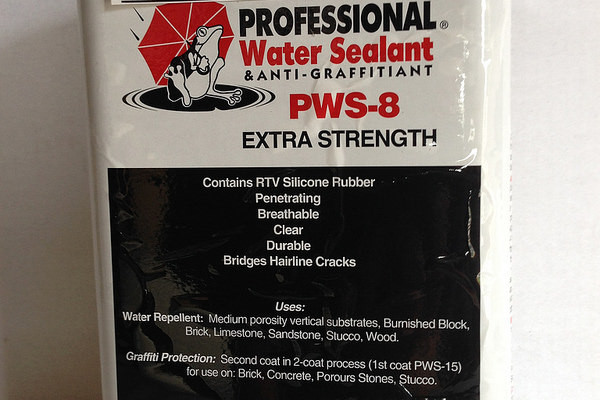 PROFESSIONAL®
Water Sealant
& ANTI-GRAFFITIANT
PWS-8
EXTRA STRENGTH
Contains RTV Silicone Rubber
Penetrating
Breathable
Clear
Durable
Bridges Hairline Cracks
Uses:
Water Repellent: Medium porosity vertical substrates, Burnished Block,
Brick, Limestone, Sandstone, Stucco, Wood.
Graffiti Protection: Second coat in 2-coat process (1st coat PWS-15)
for use on: Brick, Concrete, Porours Stones, Stucco.